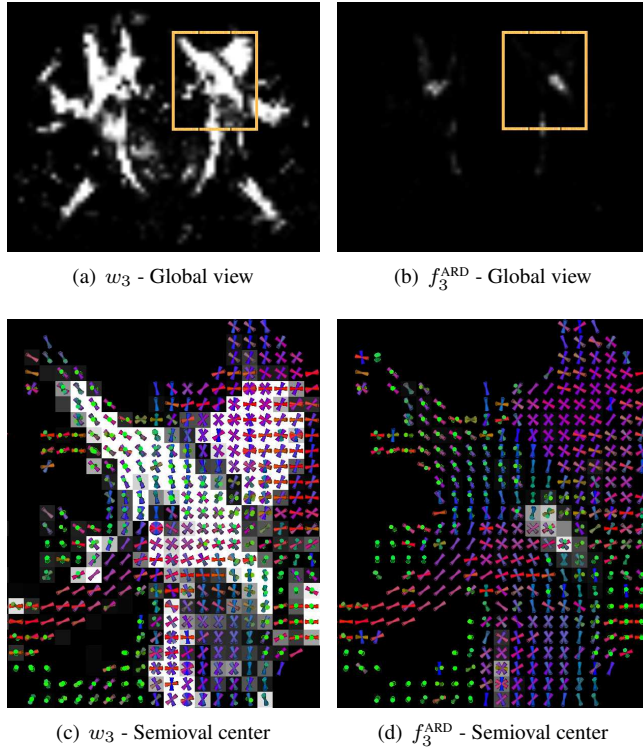 (a) w₃ - Global view
(b) f₃ᴬᴿᴰ - Global view
(c) w₃ - Semioval center
(d) f₃ᴬᴿᴰ - Semioval center